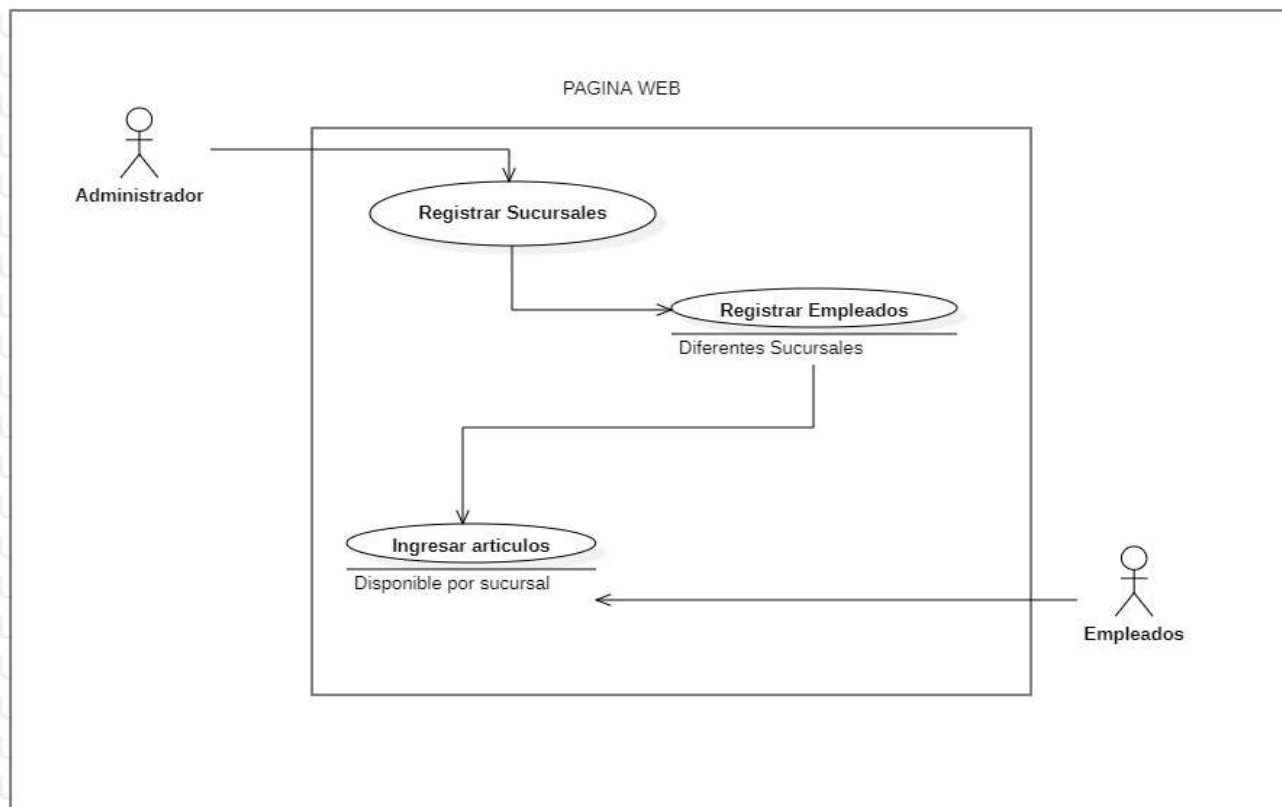 PAGINA WEB
Administrador
Registrar Sucursales
Registrar Empleados
Diferentes Sucursales
Ingresar articulos
Disponible por sucursal
Empleados